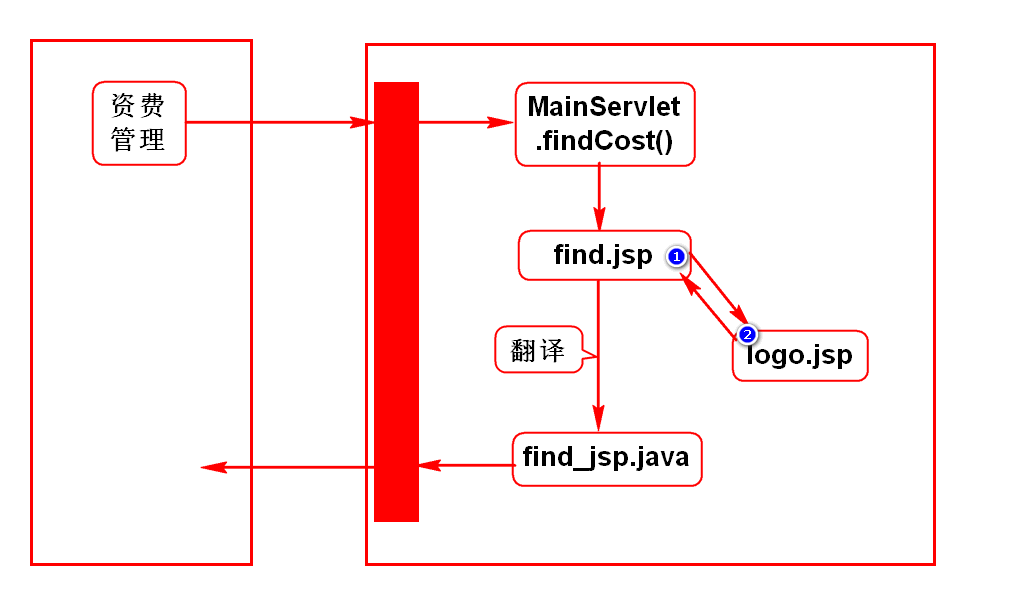 资费
管理
MainServlet
.findCost()
find.jsp
1
2
logo.jsp
翻译
find_jsp.java